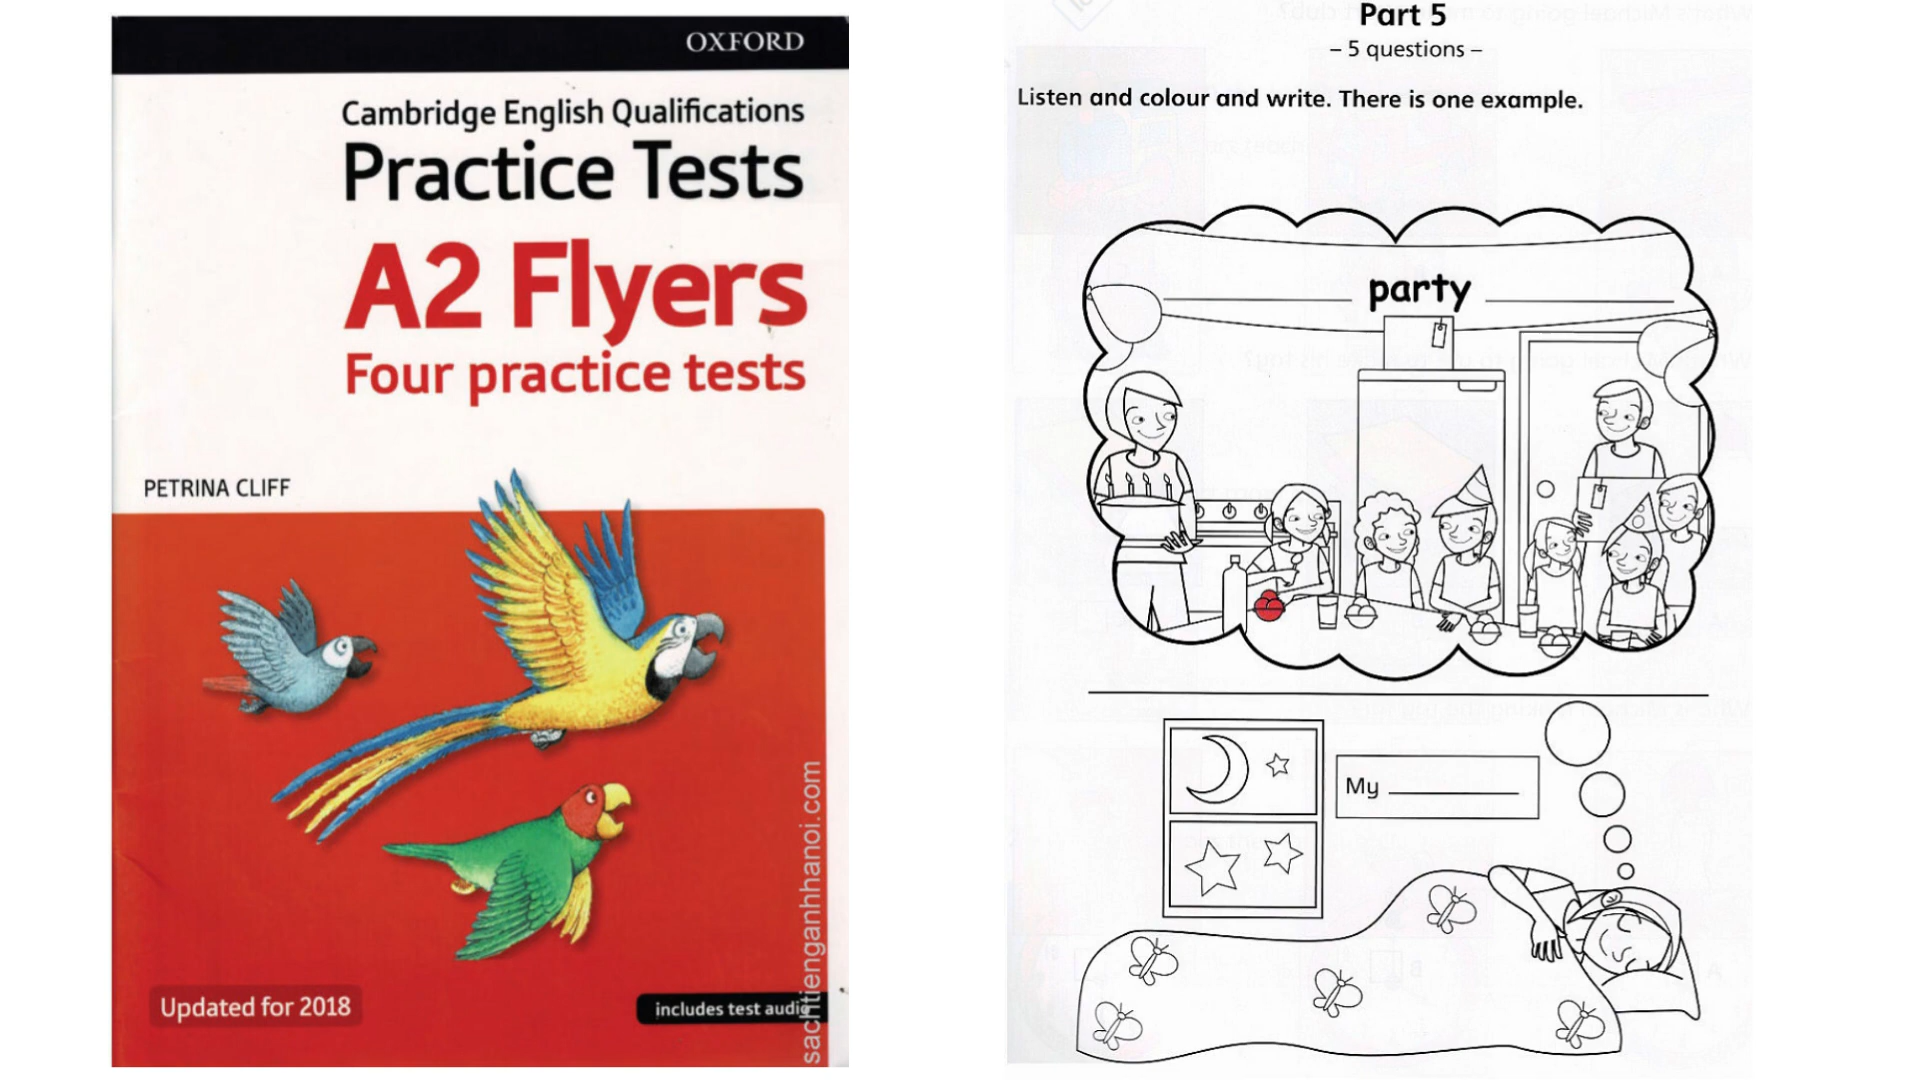 OXFORD
Cambridge English Qualifications
Practice Tests
A2 Flyers
Four practice tests
PETRINA CLIFF
Updated for 2018
includes test audio
sachtienganhhanoi.com
Part 5
– 5 questions –
Listen and colour and write. There is one example.
party
My